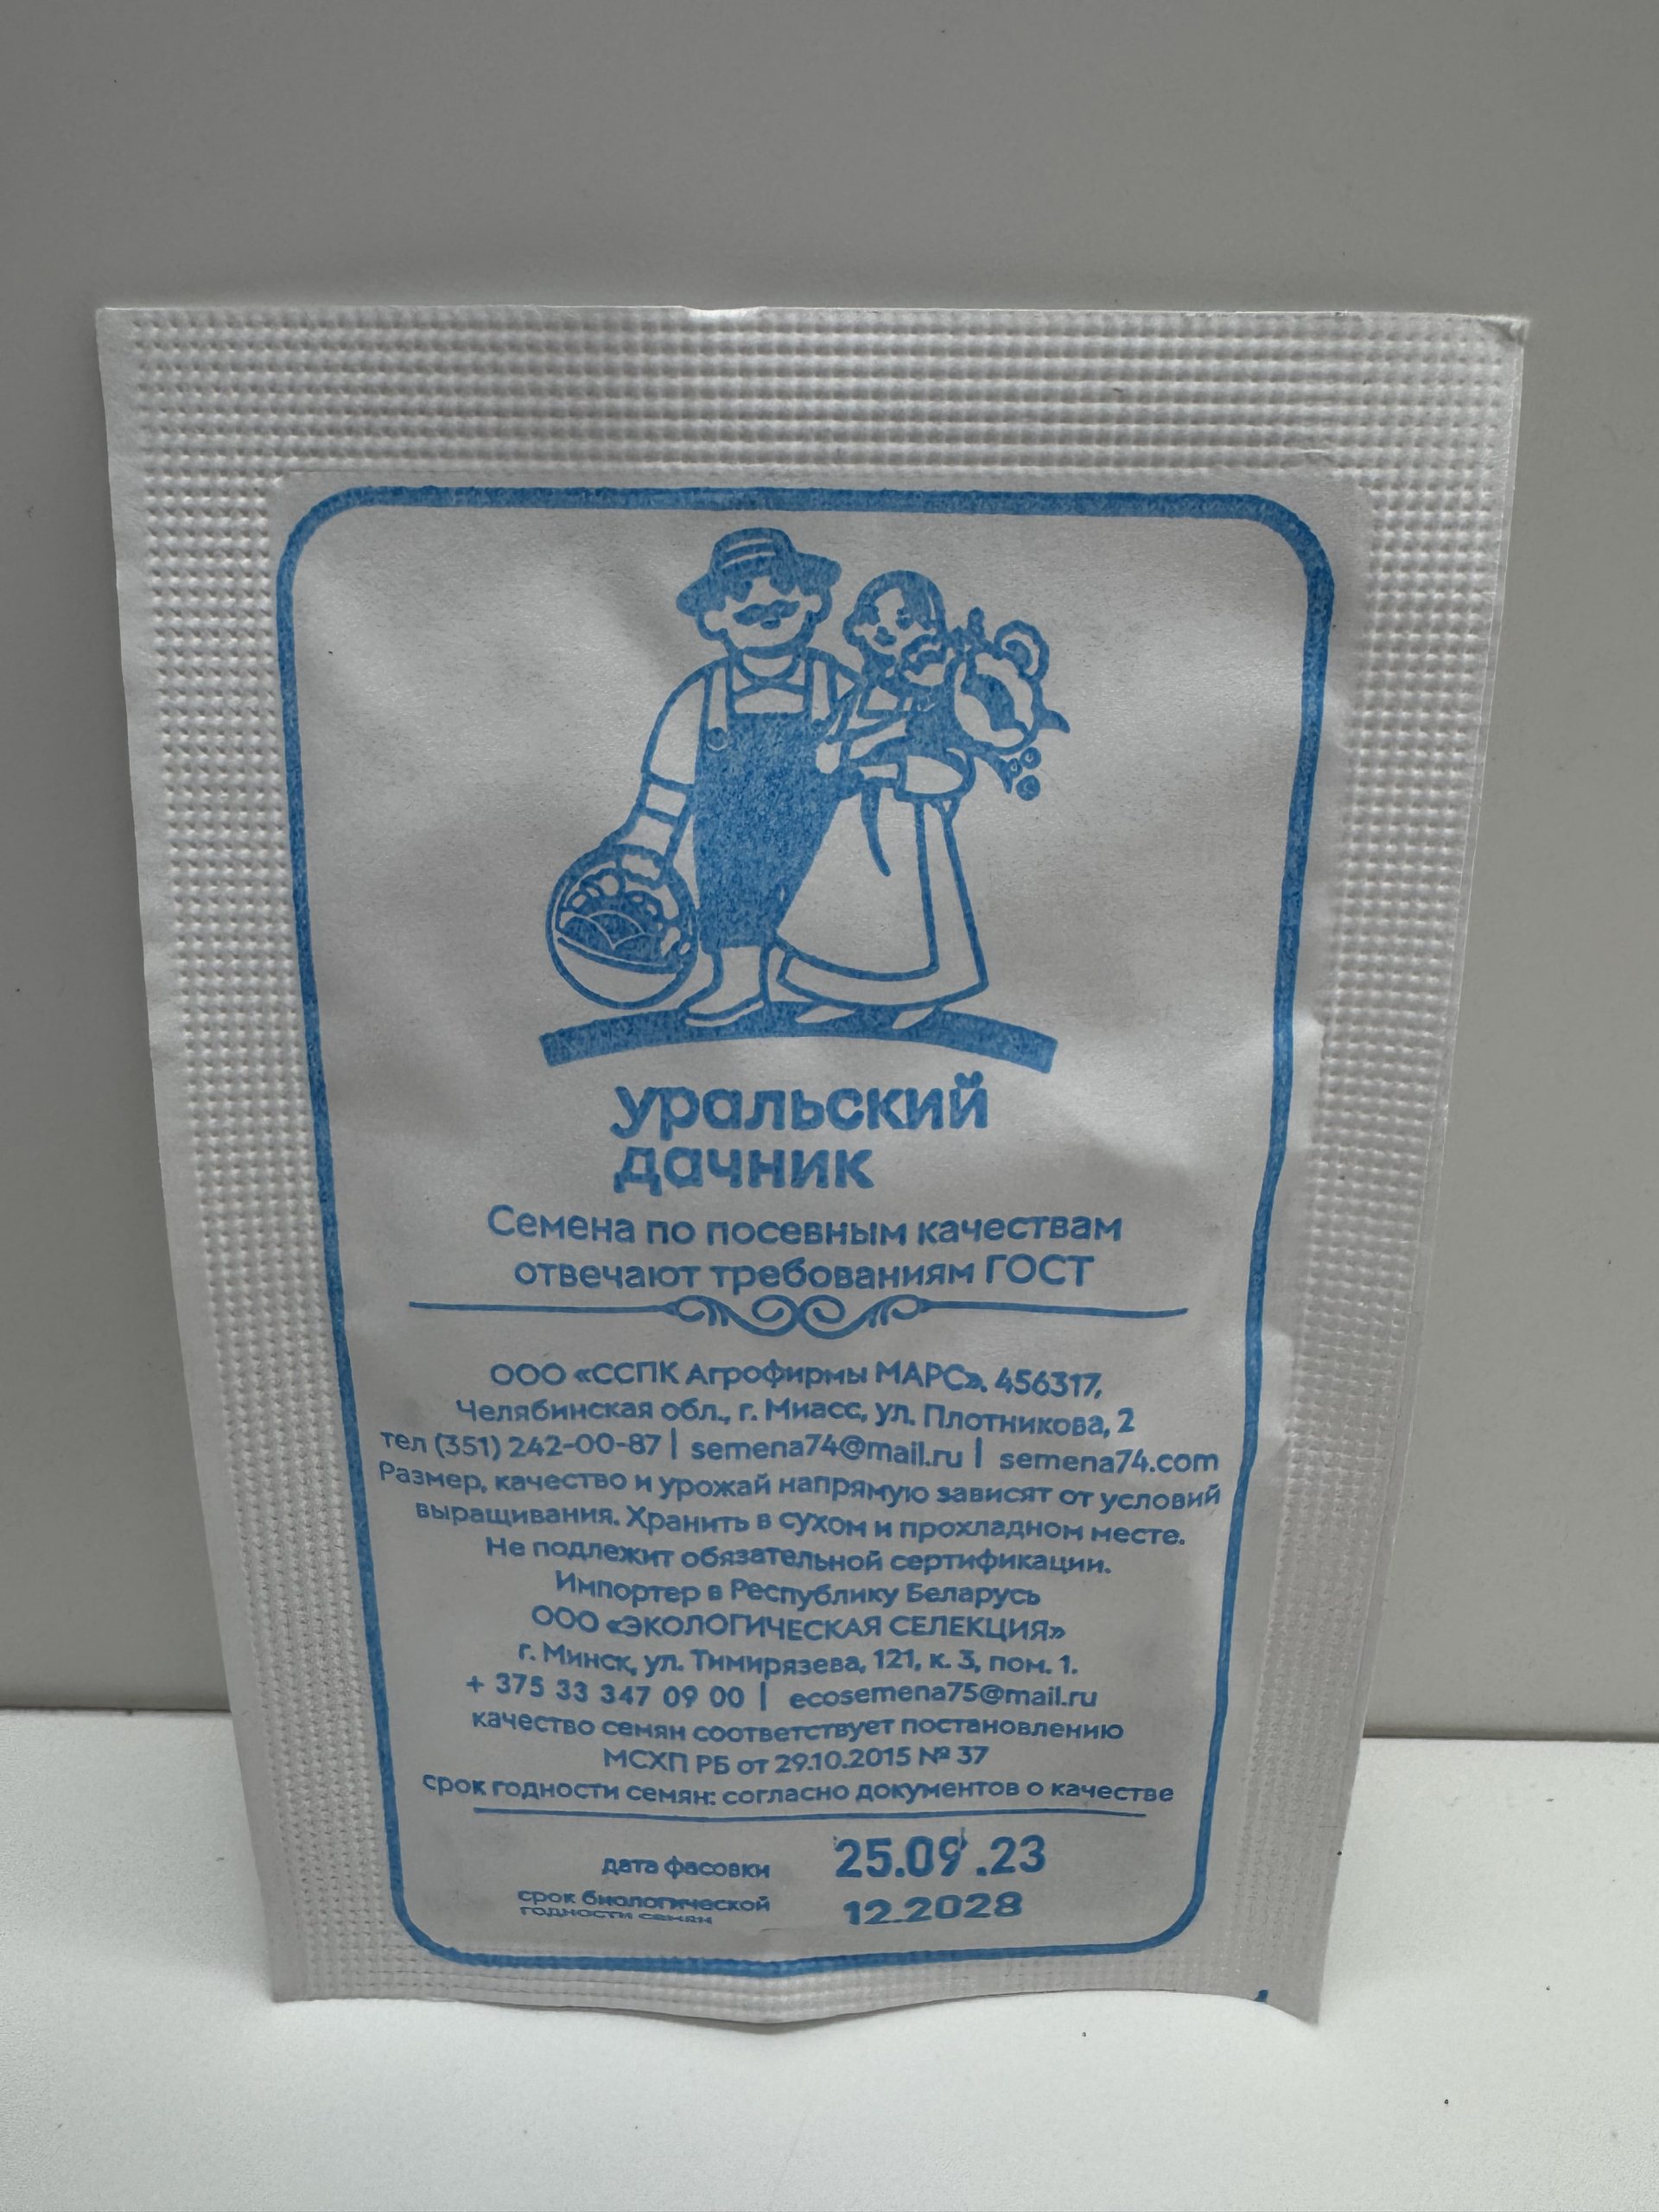 уральский
дачник
Семена по посевным качествам
отвечают требованиям ГОСТ
ООО «ССПК Агрофирмы МАРС», 456317,
Челябинская обл., г. Миасс, ул. Плотникова, 2
тел (351) 242-00-87 | semena74@mail.ru | semena74.com
Размер, качество и урожай напрямую зависят от условий
выращивания. Хранить в сухом и прохладном месте.
Не подлежит обязательной сертификации.
Импортер в Республику Беларусь
ООО «ЭКОЛОГИЧЕСКАЯ СЕЛЕКЦИЯ»
г. Минск, ул. Тимирязева, 121, к. 3, пом. 1.
+ 375 33 347 09 00 | ecosemena75@mail.ru
качество семян соответствует постановлению
МСХП РБ от 29.10.2015 № 37
срок годности семян: согласно документов о качестве
дата фасовки 25.09.23
срок биологической
годности семян 12.2028